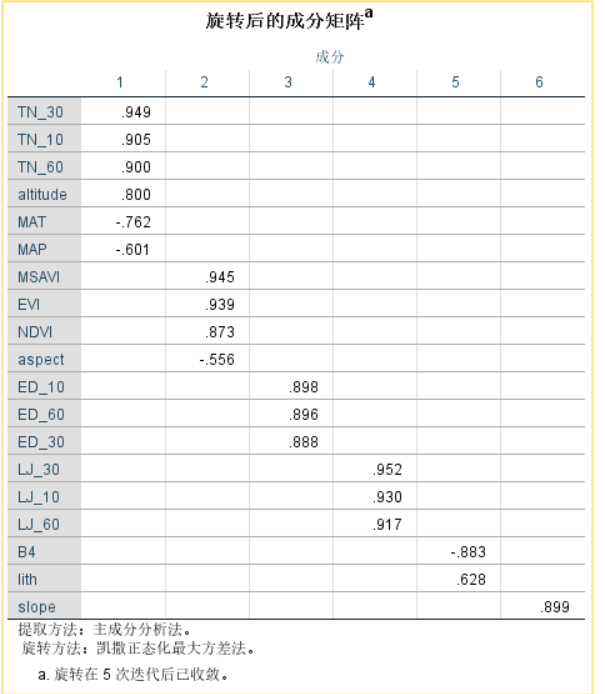 旋转后的成分矩阵a
成分
1 2 3 4 5 6
TN_30 .949
TN_10 .905
TN_60 .900
altitude .800
MAT -.762
MAP -.601
MSAVI .945
EVI .939
NDVI .873
aspect -.556
ED_10 .898
ED_60 .896
ED_30 .888
LJ_30 .952
LJ_10 .930
LJ_60 .917
B4 -.883
lith .628
slope .899
提取方法：主成分分析法。
旋转方法：凯撒正态化最大方差法。
a. 旋转在 5 次迭代后已收敛。